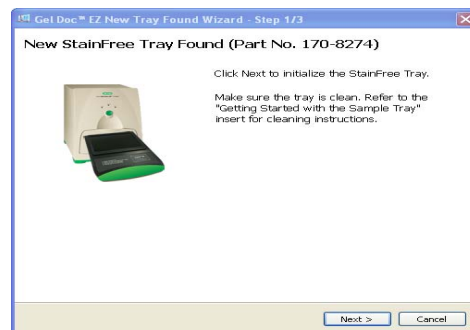 Gel Doc™ EZ New Tray Found Wizard - Step 1/3
New StainFree Tray Found (Part No. 170-8274)
Click Next to initialize the StainFree Tray.
Make sure the tray is clean. Refer to the
"Getting Started with the Sample Tray"
insert for cleaning instructions.
Next >
Cancel